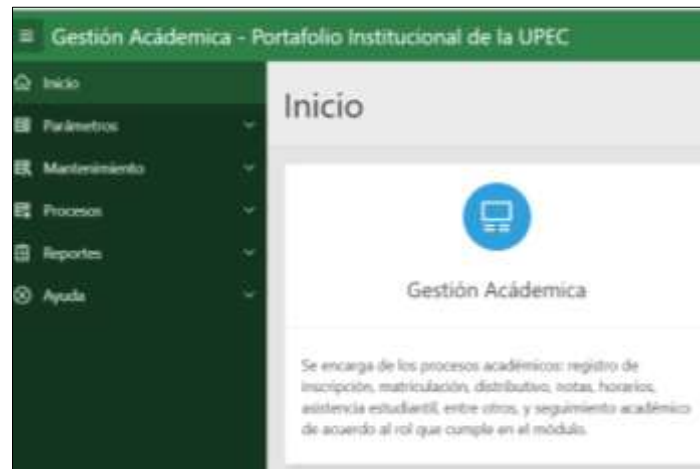 Gestión Académica - Portafolio Institucional de la UPEC
Inicio
Parámetros
Mantenimiento
Procesos
Reportes
Ayuda
Inicio
Gestión Acádemica
Se encarga de los procesos académicos: registro de
inscripción, matriculación, distributivo, notas, horarios,
asistencia estudiantil, entre otros, y seguimiento académico
de acuerdo al rol que cumple en el módulo.